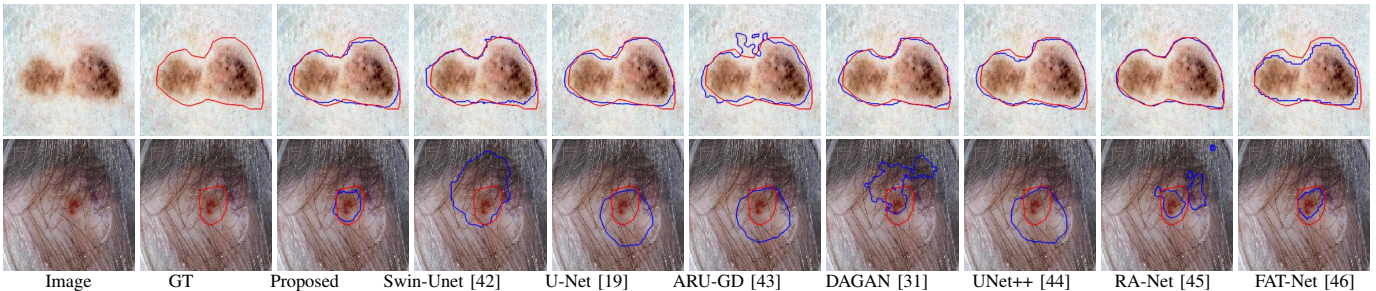 Image GT Proposed Swin-Unet [42] U-Net [19] ARU-GD [43] DAGAN [31] UNet++ [44] RA-Net [45] FAT-Net [46]